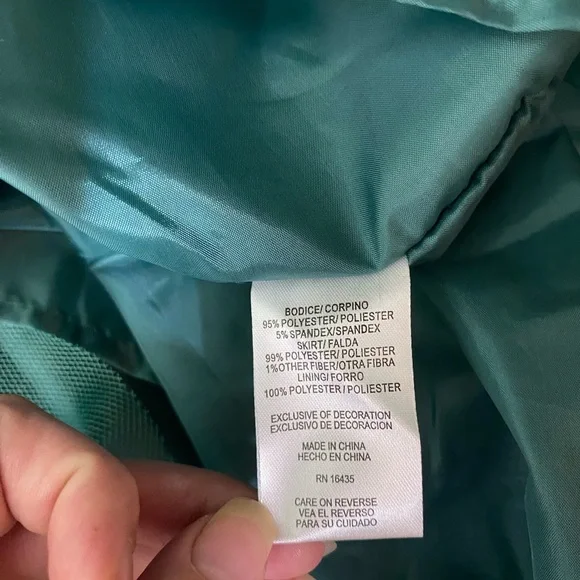 BODICE/ CORPINO
95% POLYESTER/ POLIESTER
5% SPANDEX/SPANDEX
SKIRT/ FALDA
99% POLYESTER/ POLIESTER
1% OTHER FIBER/OTRA FIBRA
LINING/ FORRO
100% POLYESTER / POLIESTER
EXCLUSIVE OF DECORATION
EXCLUSIVO DE DECORACION
MADE IN CHINA
HECHO EN CHINA
RN 16435
CARE ON REVERSE
VEA EL REVERSO
PARA SU CUIDADO